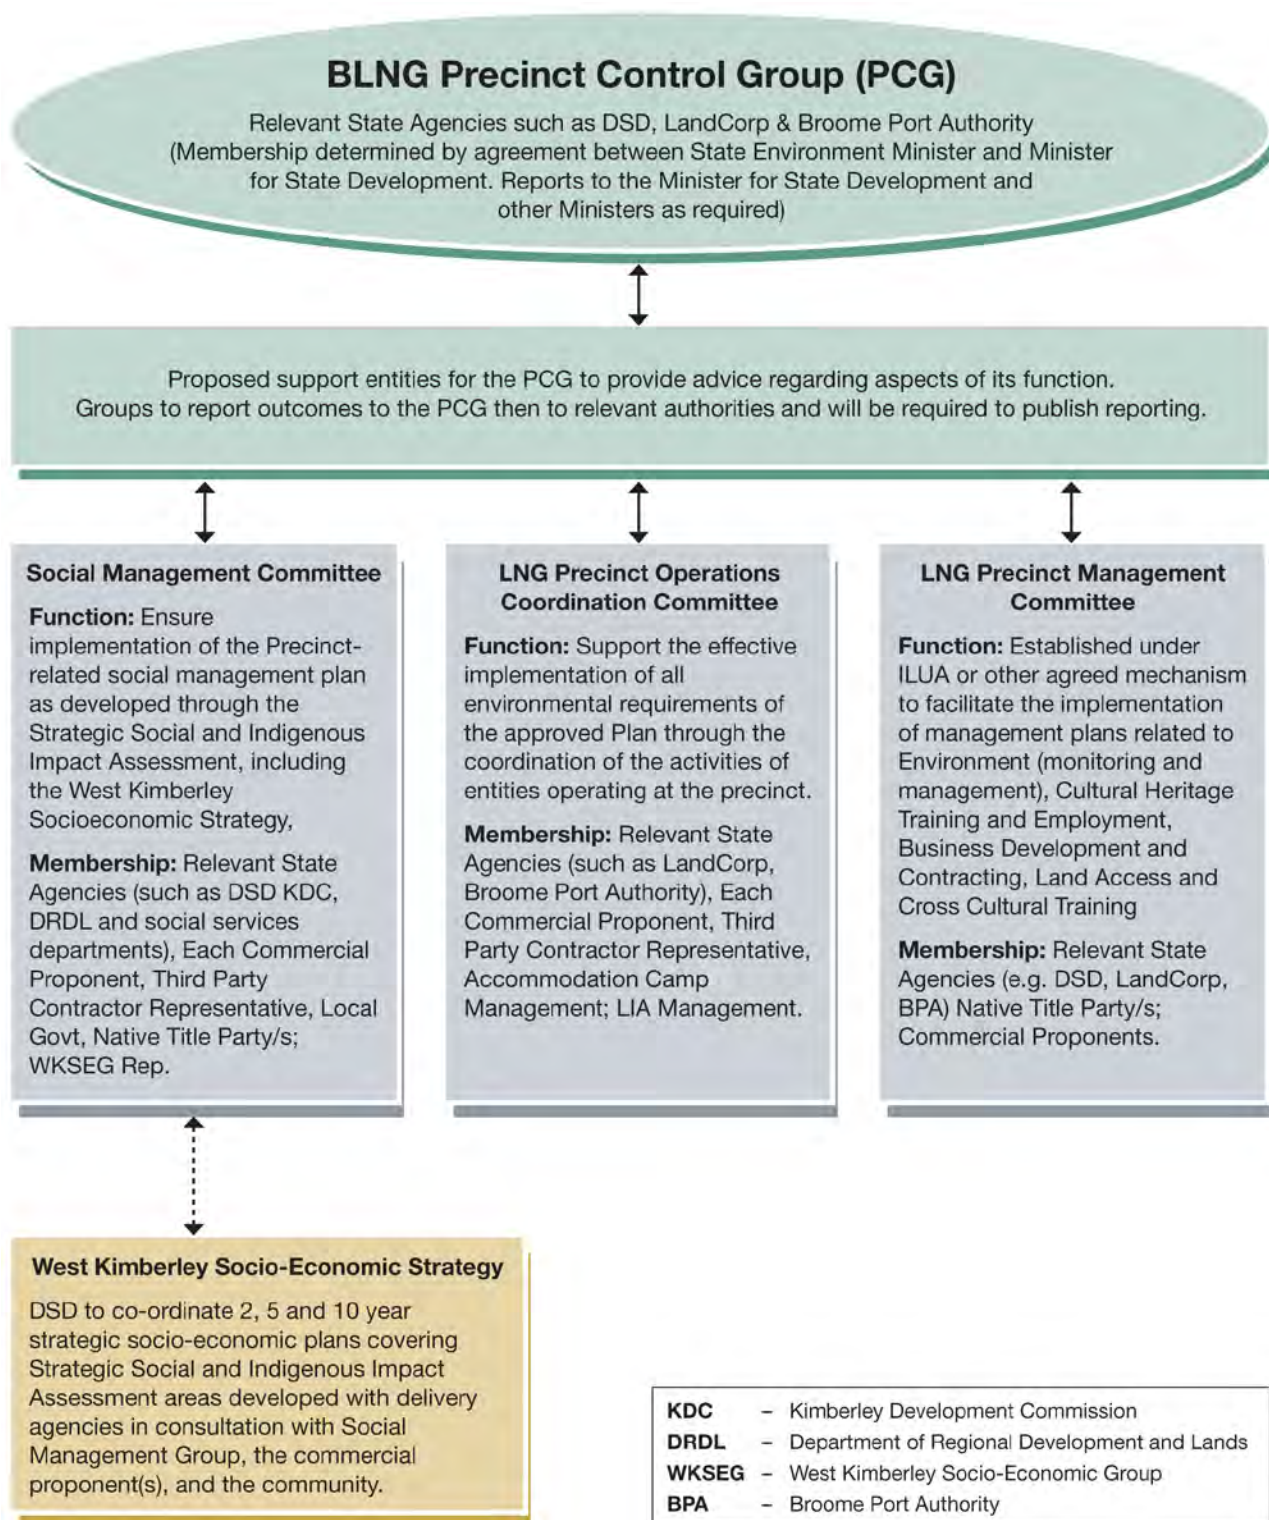 BLNG Precinct Control Group (PCG)
Relevant State Agencies such as DSD, LandCorp & Broome Port Authority
(Membership determined by agreement between State Environment Minister and Minister
for State Development. Reports to the Minister for State Development and
other Ministers as required)
Proposed support entities for the PCG to provide advice regarding aspects of its function.
Groups to report outcomes to the PCG then to relevant authorities and will be required to publish reporting.
Social Management Committee
Function: Ensure
implementation of the Precinct-
related social management plan
as developed through the
Strategic Social and Indigenous
Impact Assessment, including
the West Kimberley
Socioeconomic Strategy,
Membership: Relevant State
Agencies (such as DSD KDC,
DRDL and social services
departments), Each Commercial
Proponent, Third Party
Contractor Representative, Local
Govt, Native Title Party/s;
WKSEG Rep.
LNG Precinct Operations
Coordination Committee
Function: Support the effective
implementation of all
environmental requirements of
the approved Plan through the
coordination of the activities of
entities operating at the precinct.
Membership: Relevant State
Agencies (such as LandCorp,
Broome Port Authority), Each
Commercial Proponent, Third
Party Contractor Representative,
Accommodation Camp
Management; LIA Management.
LNG Precinct Management
Committee
Function: Established under
ILUA or other agreed mechanism
to facilitate the implementation
of management plans related to
Environment (monitoring and
management), Cultural Heritage
Training and Employment,
Business Development and
Contracting, Land Access and
Cross Cultural Training
Membership: Relevant State
Agencies (e.g. DSD, LandCorp,
BPA) Native Title Party/s;
Commercial Proponents.
West Kimberley Socio-Economic Strategy
DSD to co-ordinate 2, 5 and 10 year
strategic socio-economic plans covering
Strategic Social and Indigenous Impact
Assessment areas developed with delivery
agencies in consultation with Social
Management Group, the commercial
proponent(s), and the community.
KDC – Kimberley Development Commission
DRDL – Department of Regional Development and Lands
WKSEG – West Kimberley Socio-Economic Group
BPA – Broome Port Authority